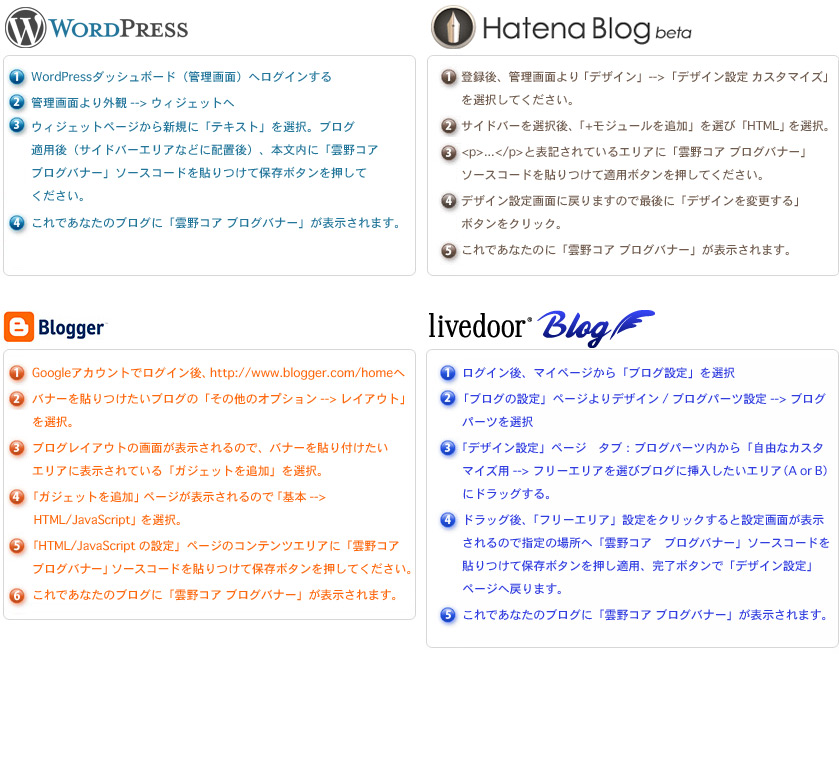 WORDPRESS
1 WordPressダッシュボード（管理画面）へログインする
2 管理画面より外観 --> ウィジェットへ
3 ウィジェットページから新規に「テキスト」を選択。ブログ
適用後（サイドバーエリアなどに配置後）、本文内に「雲野コア
ブログバナー」ソースコードを貼りつけて保存ボタンを押して
ください。
4 これであなたのブログに「雲野コア ブログバナー」が表示されます。
Hatena Blog beta
1 登録後、管理画面より「デザイン」-->「デザイン設定 カスタマイズ」
を選択してください。
2 サイドバーを選択後、「+モジュールを追加」を選び「HTML」を選択。
3 <p>...</p>と表記されているエリアに「雲野コア ブログバナー」
ソースコードを貼りつけて適用ボタンを押してください。
4 デザイン設定画面に戻りますので最後に「デザインを変更する」
ボタンをクリック。
5 これであなたのに「雲野コア ブログバナー」が表示されます。
Blogger
1 Googleアカウントでログイン後、http://www.blogger.com/homeへ
2 バナーを貼りつけたいブログの「その他のオプション --> レイアウト」
を選択。
3 ブログレイアウトの画面が表示されるので、バナーを貼り付けたい
エリアに表示されている「ガジェットを追加」を選択。
4 「ガジェットを追加」ページが表示されるので「基本 -->
HTML/JavaScript」を選択。
5 「HTML/JavaScript の設定」ページのコンテンツエリアに「雲野コア
ブログバナー」ソースコードを貼りつけて保存ボタンを押してください。
6 これであなたのブログに「雲野コア ブログバナー」が表示されます。
livedoor® Blog
1 ログイン後、マイページから「ブログ設定」を選択
2 「ブログの設定」ページよりデザイン / ブログパーツ設定 --> ブログ
パーツを選択
3 「デザイン設定」ページ　タブ：ブログパーツ内から「自由なカスタ
マイズ用 --> フリーエリアを選びブログに挿入したいエリア（A or B）
にドラッグする。
4 ドラッグ後、「フリーエリア」設定をクリックすると設定画面が表示
されるので指定の場所へ「雲野コア　ブログバナー」ソースコードを
貼りつけて保存ボタンを押し適用、完了ボタンで「デザイン設定」
ページへ戻ります。
5 これであなたのブログに「雲野コア ブログバナー」が表示されます。